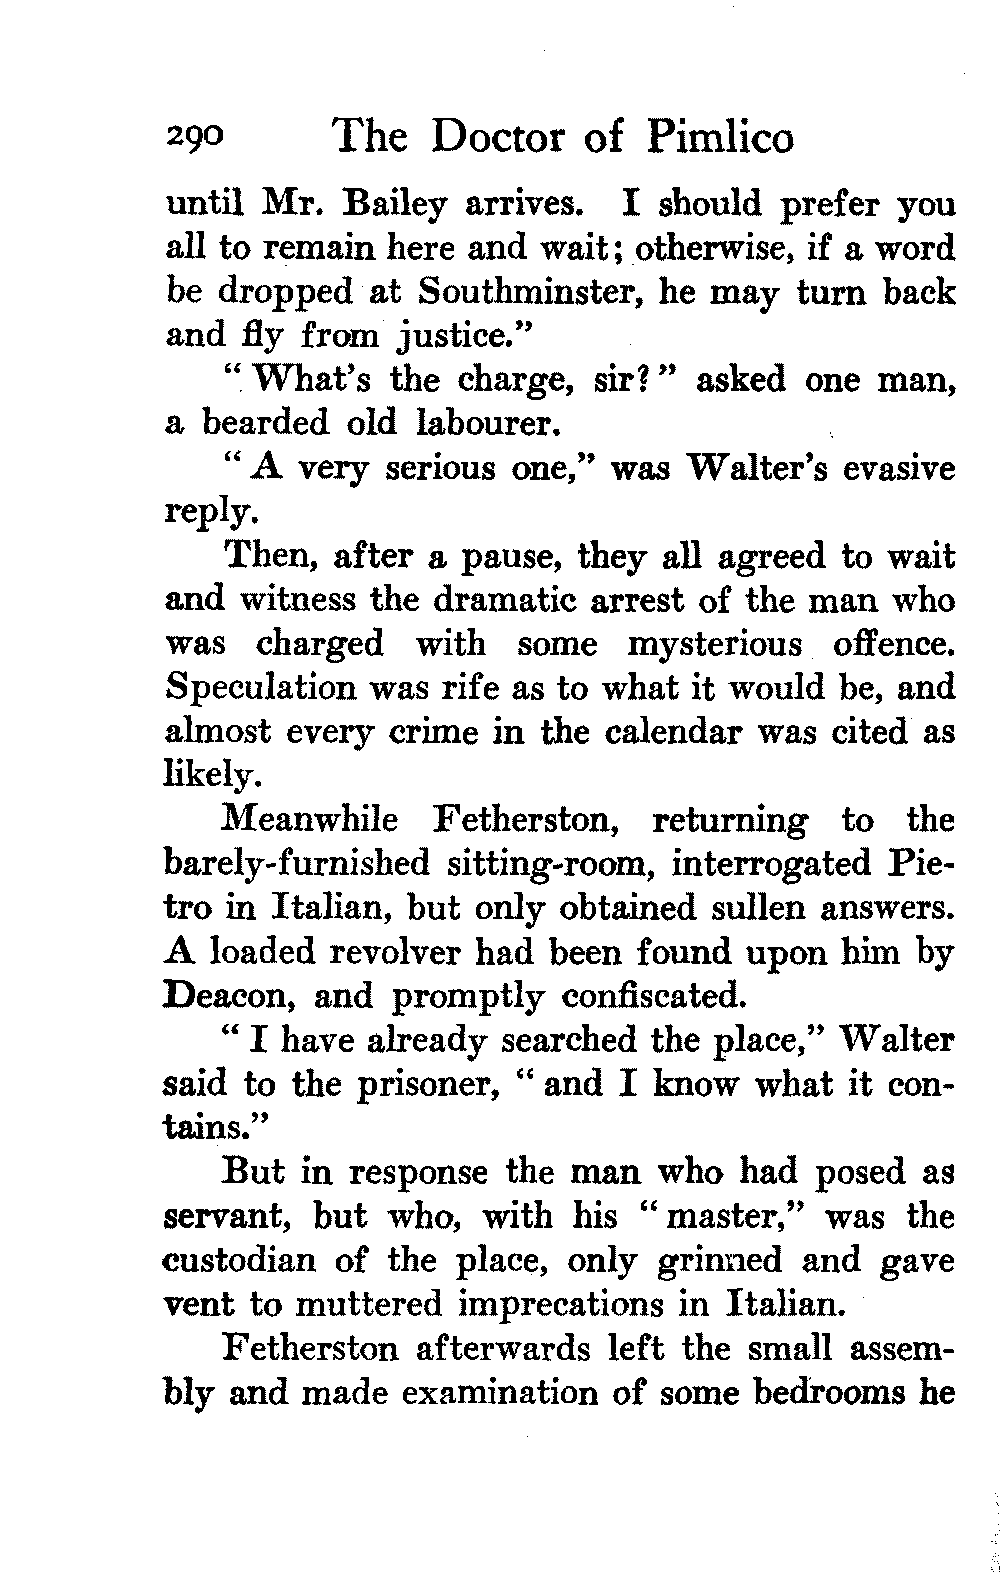 290 The Doctor of Pimlico
until Mr. Bailey arrives. I should prefer you
all to remain here and wait; otherwise, if a word
be dropped at Southminster, he may turn back
and fly from justice."
"What's the charge, sir?" asked one man,
a bearded old labourer.
"A very serious one," was Walter's evasive
reply.
Then, after a pause, they all agreed to wait
and witness the dramatic arrest of the man who
was charged with some mysterious offence.
Speculation was rife as to what it would be, and
almost every crime in the calendar was cited as
likely.
Meanwhile Fetherston, returning to the
barely-furnished sitting-room, interrogated Pie-
tro in Italian, but only obtained sullen answers.
A loaded revolver had been found upon him by
Deacon, and promptly confiscated.
"I have already searched the place," Walter
said to the prisoner, "and I know what it con-
tains."
But in response the man who had posed as
servant, but who, with his "master," was the
custodian of the place, only grinned and gave
vent to muttered imprecations in Italian.
Fetherston afterwards left the small assem-
bly and made examination of some bedrooms he